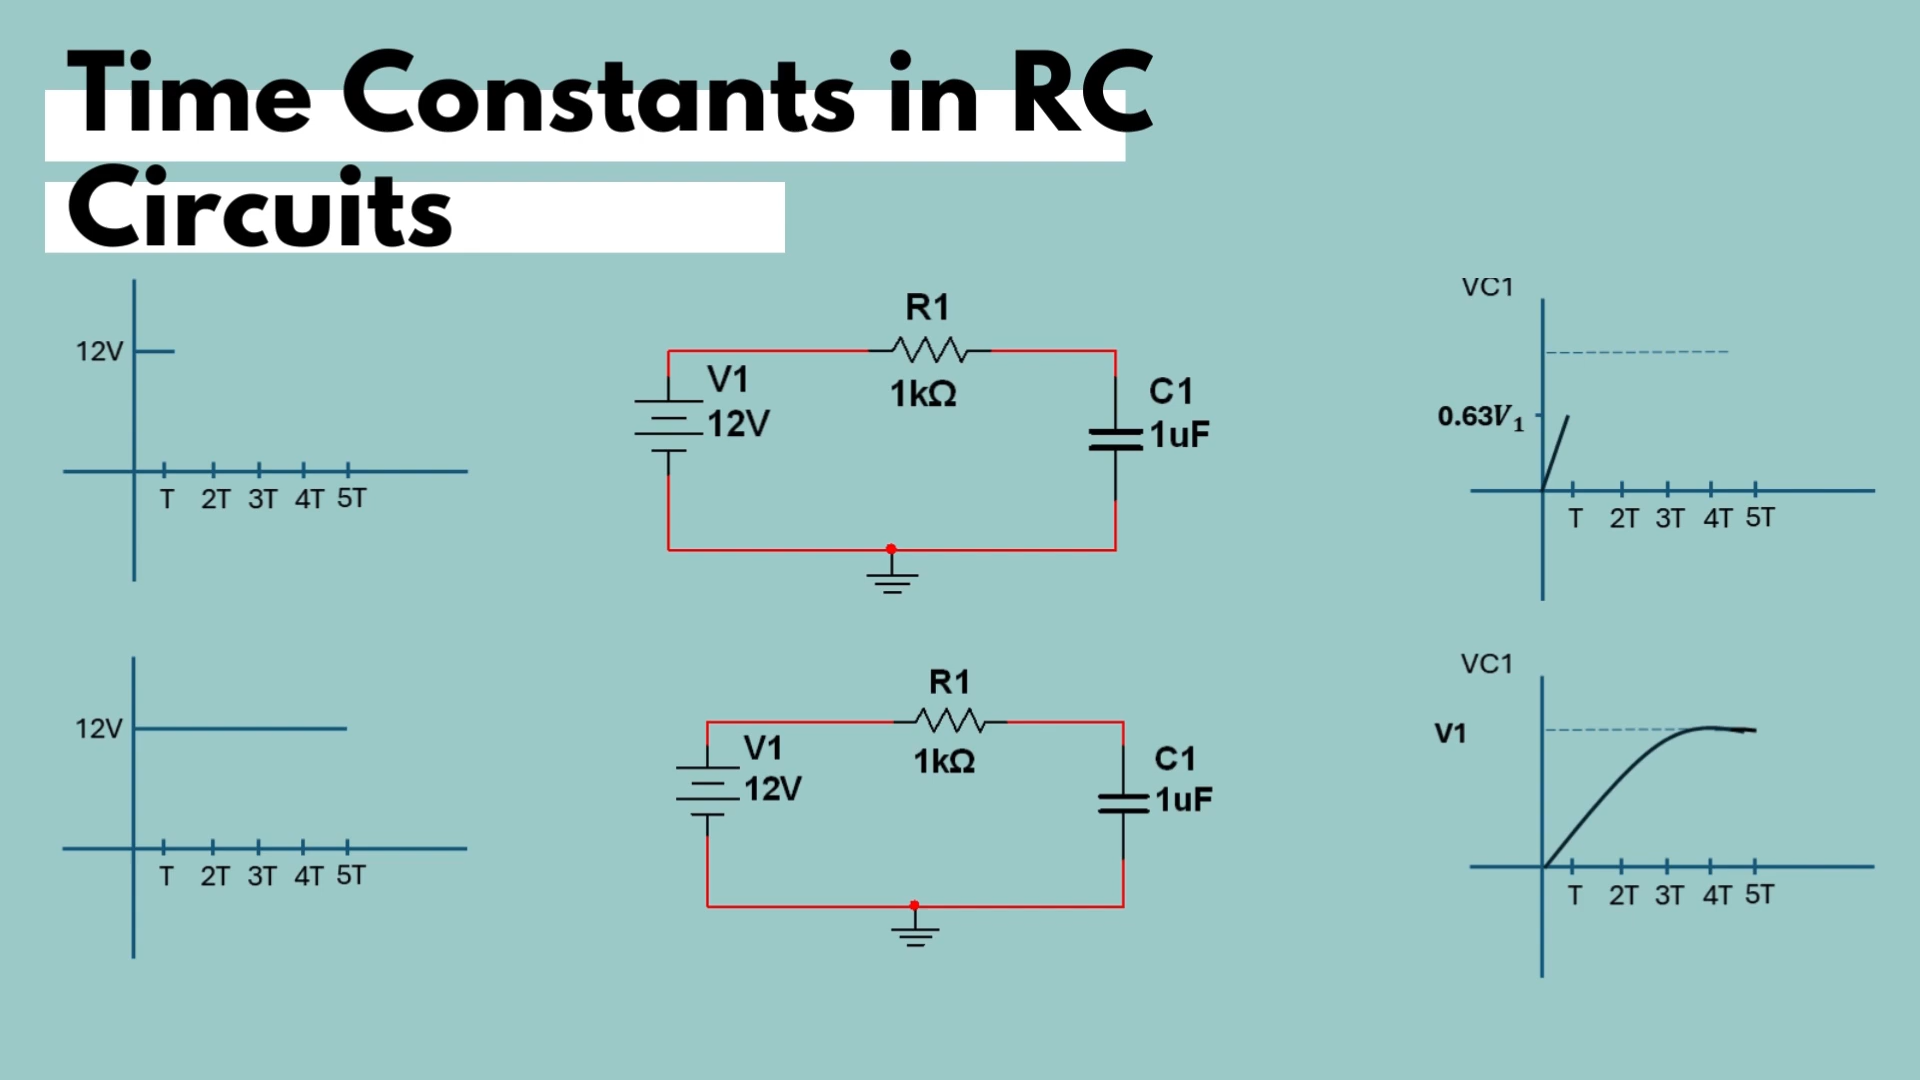 Time Constants in RC
Circuits
12V
T 2T 3T 4T 5T
R1
1kΩ
V1
12V
C1
1uF
VC1
0.63V₁
T 2T 3T 4T 5T
12V
T 2T 3T 4T 5T
R1
1kΩ
V1
12V
C1
1uF
VC1
V1
T 2T 3T 4T 5T